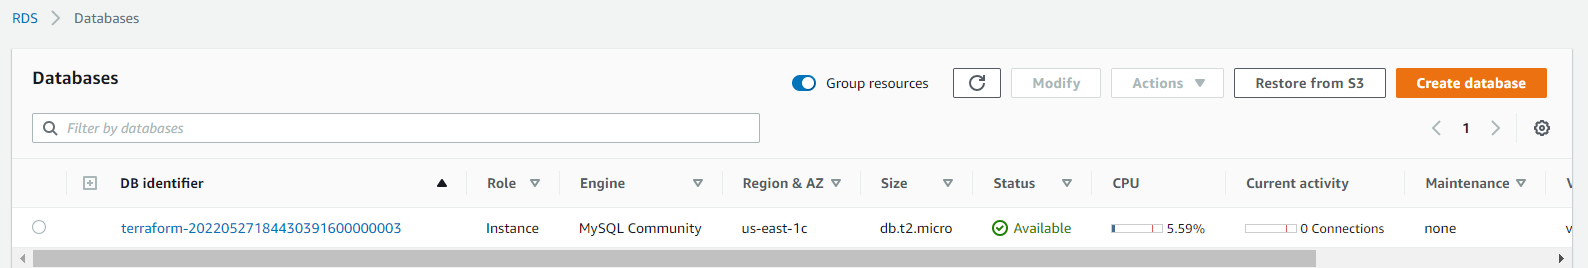 RDS > Databases
Databases
Group resources
Modify
Actions
Restore from S3
Create database
Filter by databases
1
DB identifier Role Engine Region & AZ Size Status CPU Current activity Maintenance V
terraform-20220527184430391600000003 Instance MySQL Community us-east-1c db.t2.micro Available 5.59% 0 Connections none v